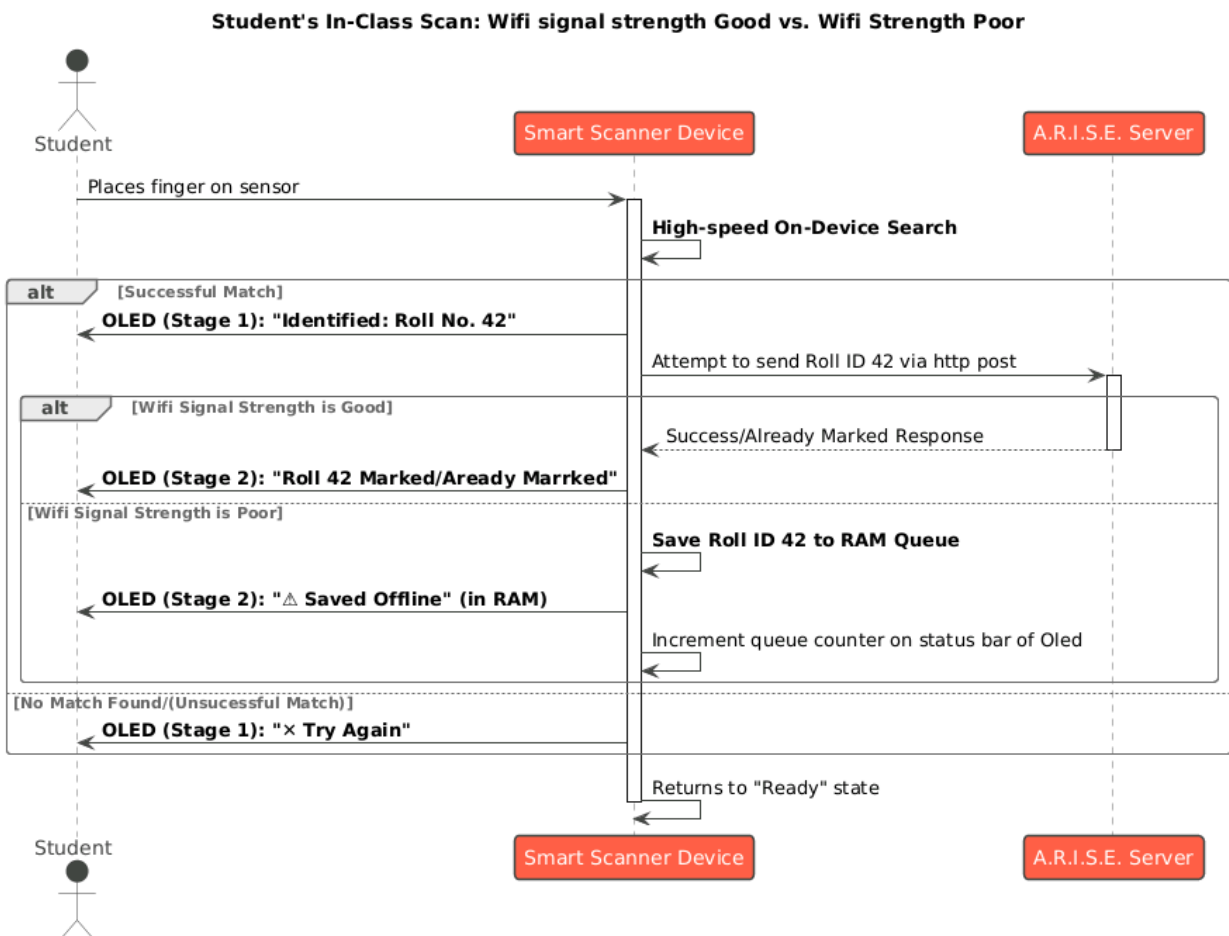 Student's In-Class Scan: Wifi signal strength Good vs. Wifi Strength Poor
Student
Smart Scanner Device
A.R.I.S.E. Server
Places finger on sensor
High-speed On-Device Search
alt
[Successful Match]
OLED (Stage 1): "Identified: Roll No. 42"
Attempt to send Roll ID 42 via http post
alt
[Wifi Signal Strength is Good]
Success/Already Marked Response
OLED (Stage 2): "Roll 42 Marked/Aready Marrked"
[Wifi Signal Strength is Poor]
Save Roll ID 42 to RAM Queue
OLED (Stage 2): "⚠ Saved Offline" (in RAM)
Increment queue counter on status bar of Oled
[No Match Found/(Unsucessful Match)]
OLED (Stage 1): "✕ Try Again"
Returns to "Ready" state
Student
Smart Scanner Device
A.R.I.S.E. Server